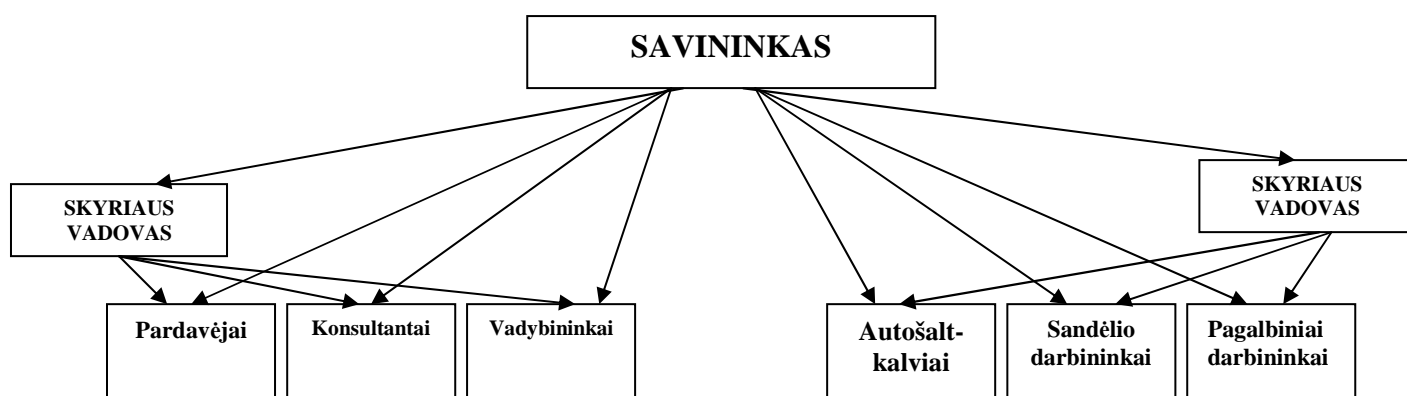 SAVININKAS
SKYRIAUS
VADOVAS
SKYRIAUS
VADOVAS
Pardavėjai
Konsultantai
Vadybininkai
Autošalt-
kalviai
Sandėlio
darbininkai
Pagalbiniai
darbininkai